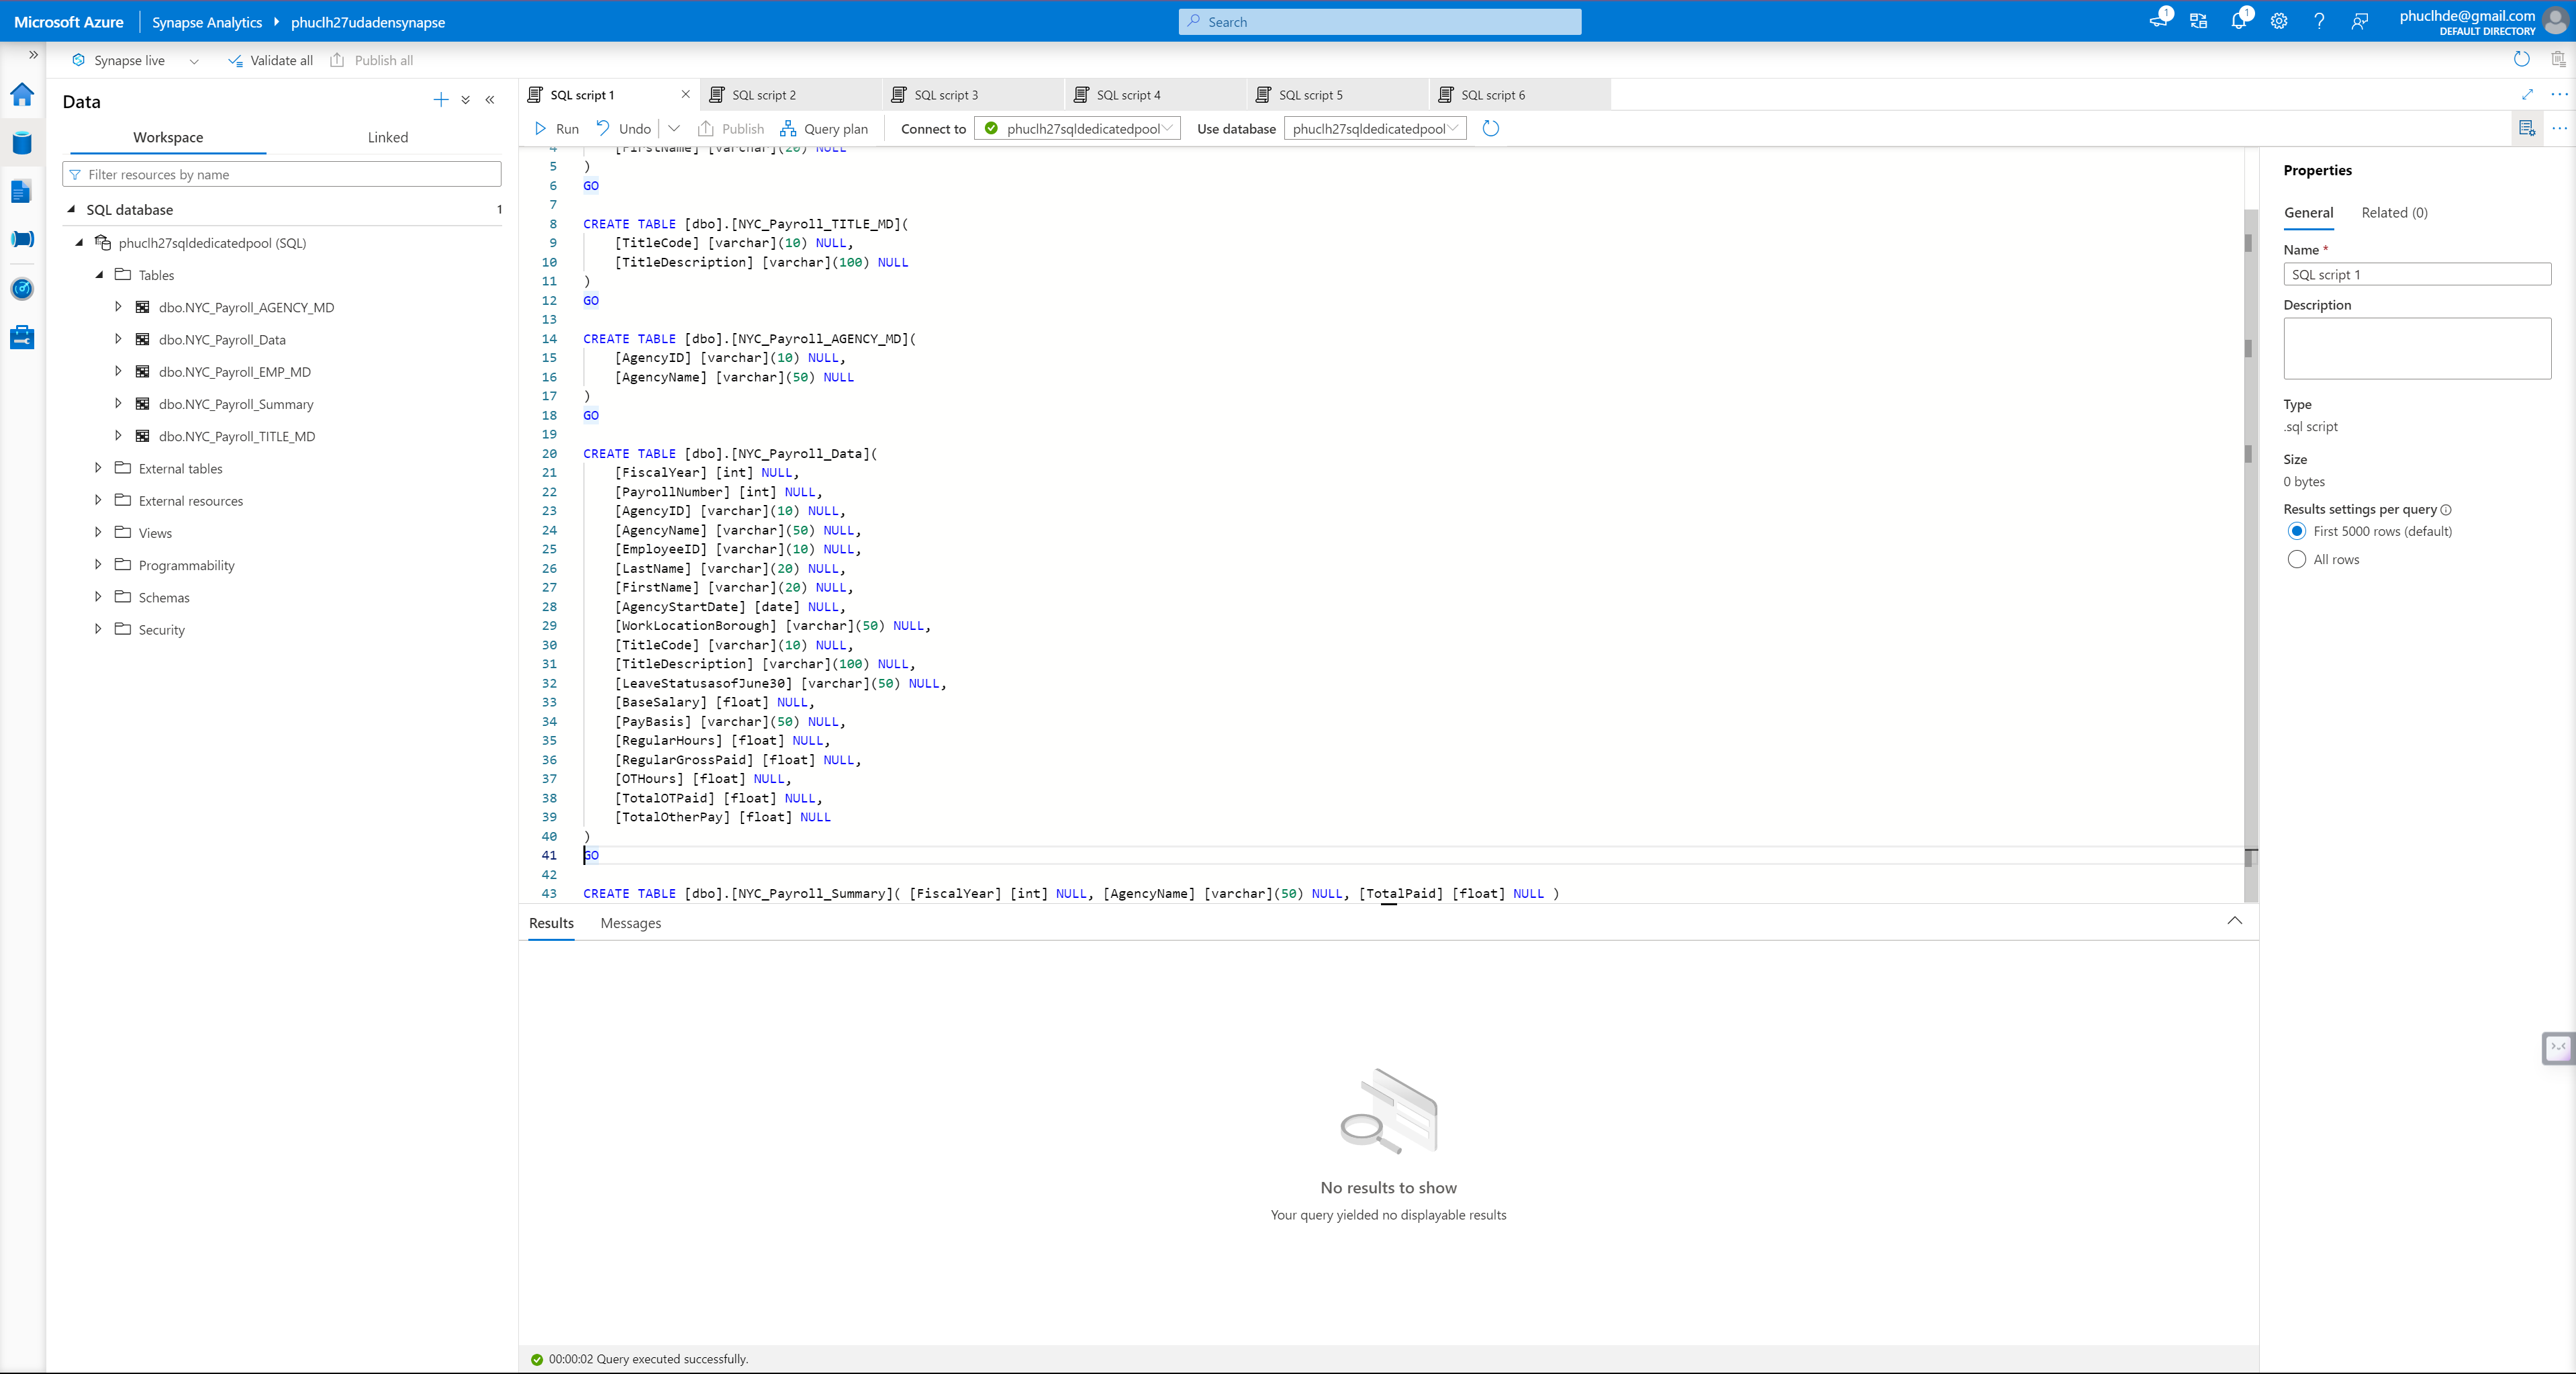 Microsoft Azure
Synapse Analytics
phuclh27udadensynapse
Search
1
1
phuclhde@gmail.com
DEFAULT DIRECTORY
Synapse live
Validate all
Publish all
Data
Workspace
Linked
Filter resources by name
SQL database
1
phuclh27sqldedicatedpool (SQL)
Tables
dbo.NYC_Payroll_AGENCY_MD
dbo.NYC_Payroll_Data
dbo.NYC_Payroll_EMP_MD
dbo.NYC_Payroll_Summary
dbo.NYC_Payroll_TITLE_MD
External tables
External resources
Views
Programmability
Schemas
Security
SQL script 1
SQL script 2
SQL script 3
SQL script 4
SQL script 5
SQL script 6
Run
Undo
Publish
Query plan
Connect to
phuclh27sqldedicatedpool
Use database
phuclh27sqldedicatedpool
4 [FirstName] [varchar](20) NULL
5 )
6 GO
7
8 CREATE TABLE [dbo].[NYC_Payroll_TITLE_MD](
9 [TitleCode] [varchar](10) NULL,
10 [TitleDescription] [varchar](100) NULL
11 )
12 GO
13
14 CREATE TABLE [dbo].[NYC_Payroll_AGENCY_MD](
15 [AgencyID] [varchar](10) NULL,
16 [AgencyName] [varchar](50) NULL
17 )
18 GO
19
20 CREATE TABLE [dbo].[NYC_Payroll_Data](
21 [FiscalYear] [int] NULL,
22 [PayrollNumber] [int] NULL,
23 [AgencyID] [varchar](10) NULL,
24 [AgencyName] [varchar](50) NULL,
25 [EmployeeID] [varchar](10) NULL,
26 [LastName] [varchar](20) NULL,
27 [FirstName] [varchar](20) NULL,
28 [AgencyStartDate] [date] NULL,
29 [WorkLocationBorough] [varchar](50) NULL,
30 [TitleCode] [varchar](10) NULL,
31 [TitleDescription] [varchar](100) NULL,
32 [LeaveStatusasofJune30] [varchar](50) NULL,
33 [BaseSalary] [float] NULL,
34 [PayBasis] [varchar](50) NULL,
35 [RegularHours] [float] NULL,
36 [RegularGrossPaid] [float] NULL,
37 [OTHours] [float] NULL,
38 [TotalOTPaid] [float] NULL,
39 [TotalOtherPay] [float] NULL
40 )
41 GO
42
43 CREATE TABLE [dbo].[NYC_Payroll_Summary]( [FiscalYear] [int] NULL, [AgencyName] [varchar](50) NULL, [TotalPaid] [float] NULL )
Results
Messages
No results to show
Your query yielded no displayable results
00:00:02 Query executed successfully.
Properties
General
Related (0)
Name *
SQL script 1
Description
Type
.sql script
Size
0 bytes
Results settings per query
First 5000 rows (default)
All rows